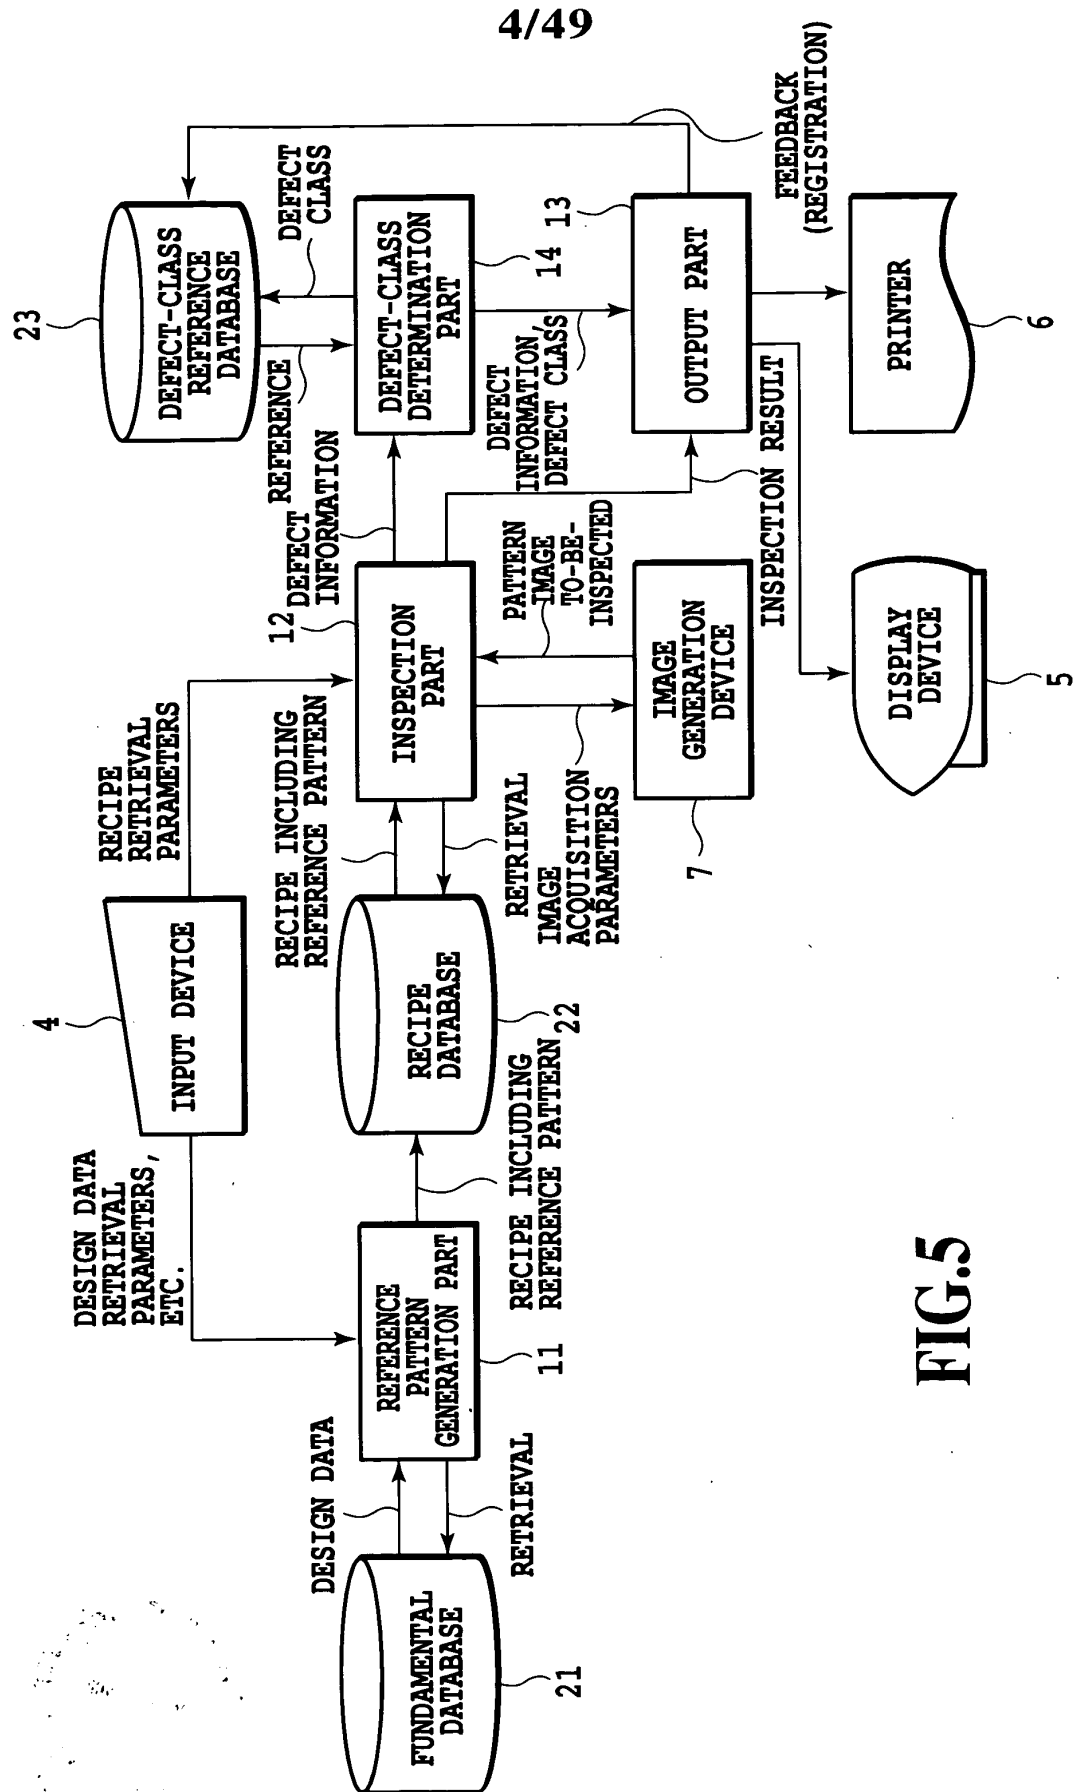 4/49
DESIGN DATA
RETRIEVAL
PARAMETERS,
ETC.
4
INPUT DEVICE
RECIPE
RETRIEVAL
PARAMETERS
23
DEFECT-CLASS
REFERENCE
DATABASE
DEFECT
CLASS
REFERENCE
FEEDBACK
(REGISTRATION)
DESIGN DATA
FUNDAMENTAL
DATABASE
21
RETRIEVAL
REFERENCE
PATTERN
GENERATION PART
11
RECIPE INCLUDING
REFERENCE PATTERN
RECIPE
DATABASE
22
RECIPE INCLUDING
REFERENCE PATTERN
RETRIEVAL
12
INSPECTION
PART
DEFECT
INFORMATION
DEFECT-CLASS
DETERMINATION
PART
14
IMAGE
ACQUISITION
PARAMETERS
PATTERN
IMAGE
TO-BE-
INSPECTED
DEFECT
INFORMATION,
DEFECT CLASS
13
IMAGE
GENERATION
DEVICE
7
OUTPUT PART
INSPECTION RESULT
DISPLAY
DEVICE
5
PRINTER
6
FIG.5